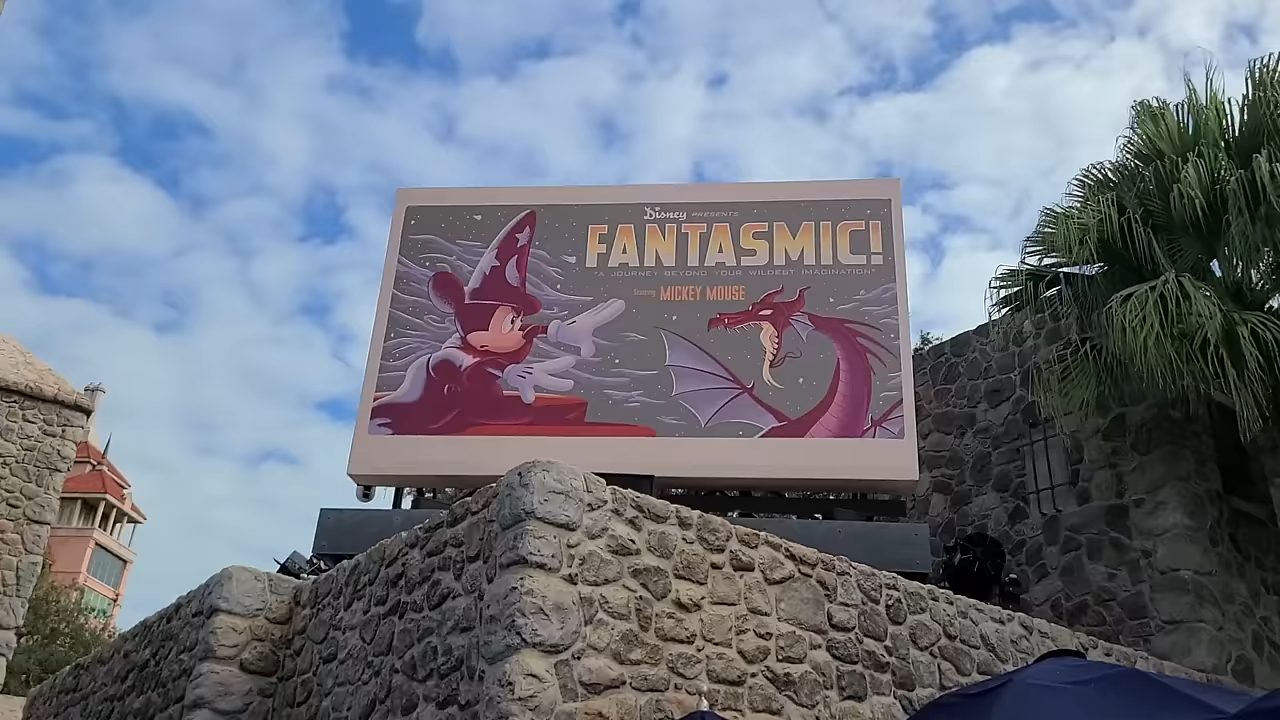 Disney PRESENTS
FANTASMIC!
"A JOURNEY BEYOND YOUR WILDEST IMAGINATION"
Starring MICKEY MOUSE